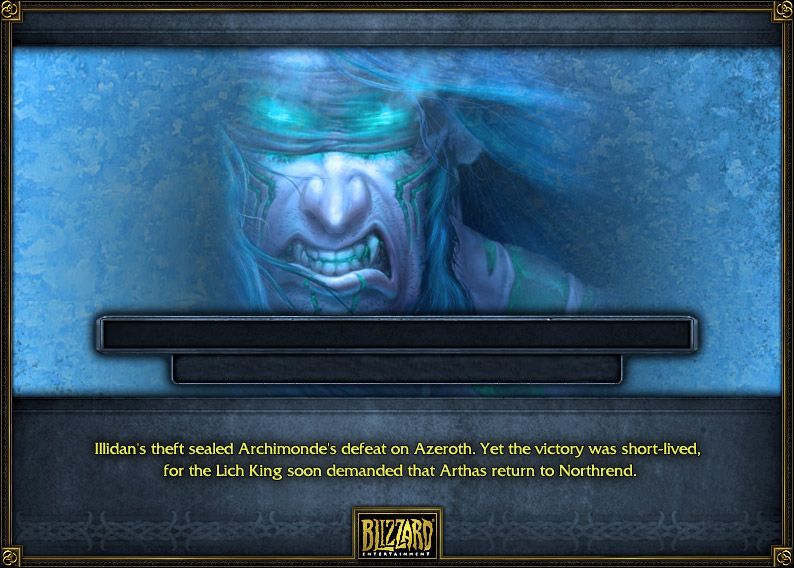 Illidan's theft sealed Archimonde's defeat on Azeroth. Yet the victory was short-lived,
for the Lich King soon demanded that Arthas return to Northrend.
BLIZZARD
ENTERTAINMENT